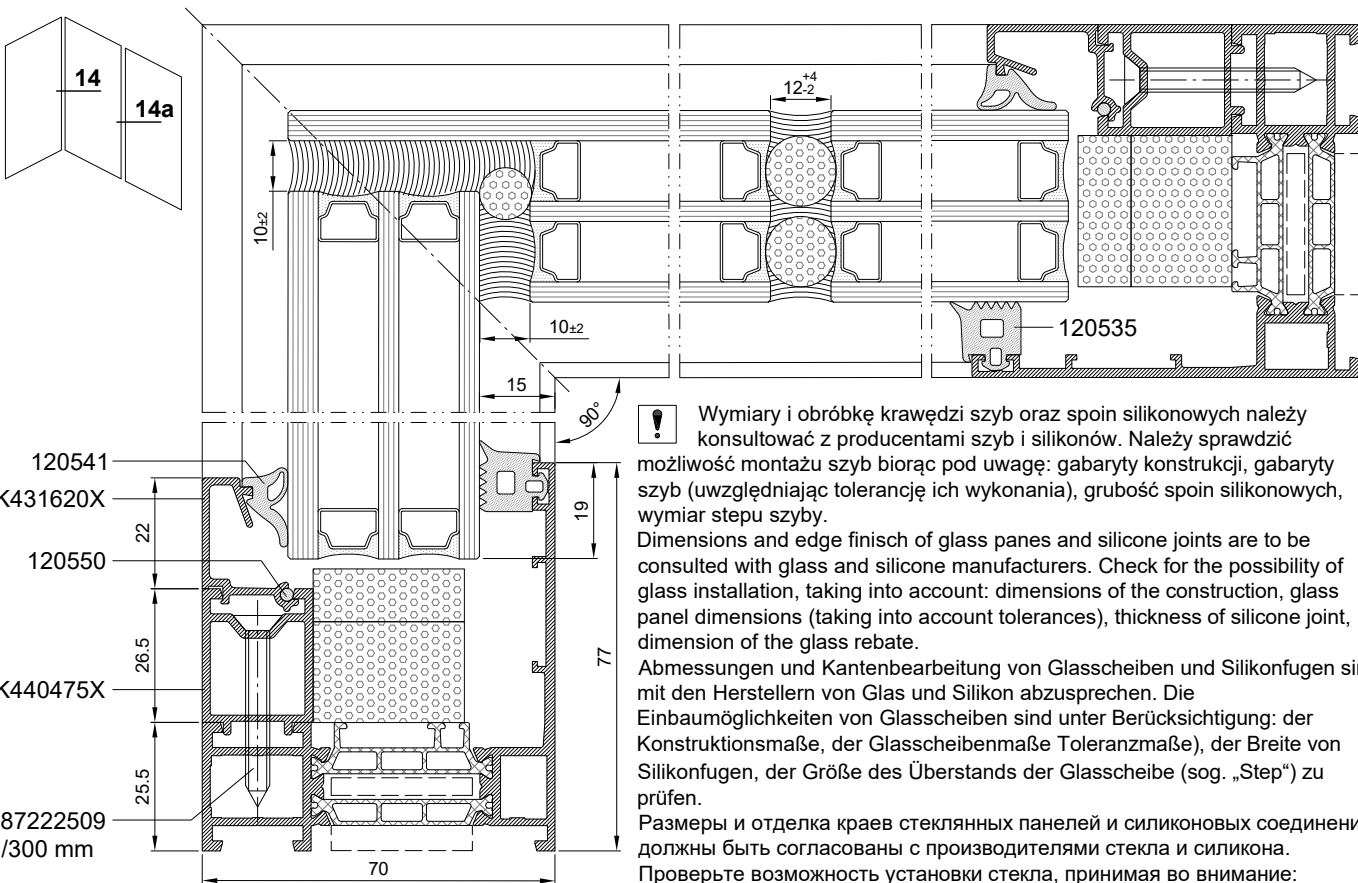 14
14a
12 +4 -2
10±2
10±2
120535
15
90°
120541
K431620X
22
19
120550
26.5
77
K440475X
25.5
87222509
/300 mm
70
Wymiary i obróbkę krawędzi szyb oraz spoin silikonowych należy
konsultować z producentami szyb i silikonów. Należy sprawdzić
możliwość montażu szyb biorąc pod uwagę: gabaryty konstrukcji, gabaryty
szyb (uwzględniając tolerancję ich wykonania), grubość spoin silikonowych,
wymiar stepu szyby.
Dimensions and edge finisch of glass panes and silicone joints are to be
consulted with glass and silicone manufacturers. Check for the possibility of
glass installation, taking into account: dimensions of the construction, glass
panel dimensions (taking into account tolerances), thickness of silicone joint,
dimension of the glass rebate.
Abmessungen und Kantenbearbeitung von Glasscheiben und Silikonfugen sin
mit den Herstellern von Glas und Silikon abzusprechen. Die
Einbaumöglichkeiten von Glasscheiben sind unter Berücksichtigung: der
Konstruktionsmaße, der Glasscheibenmaße Toleranzmaße), der Breite von
Silikonfugen, der Größe des Überstands der Glasscheibe (sog. „Step“) zu
prüfen.
Размеры и отделка краев стеклянных панелей и силиконовых соединени
должны быть согласованы с производителями стекла и силикона.
Проверьте возможность установки стекла, принимая во внимание: